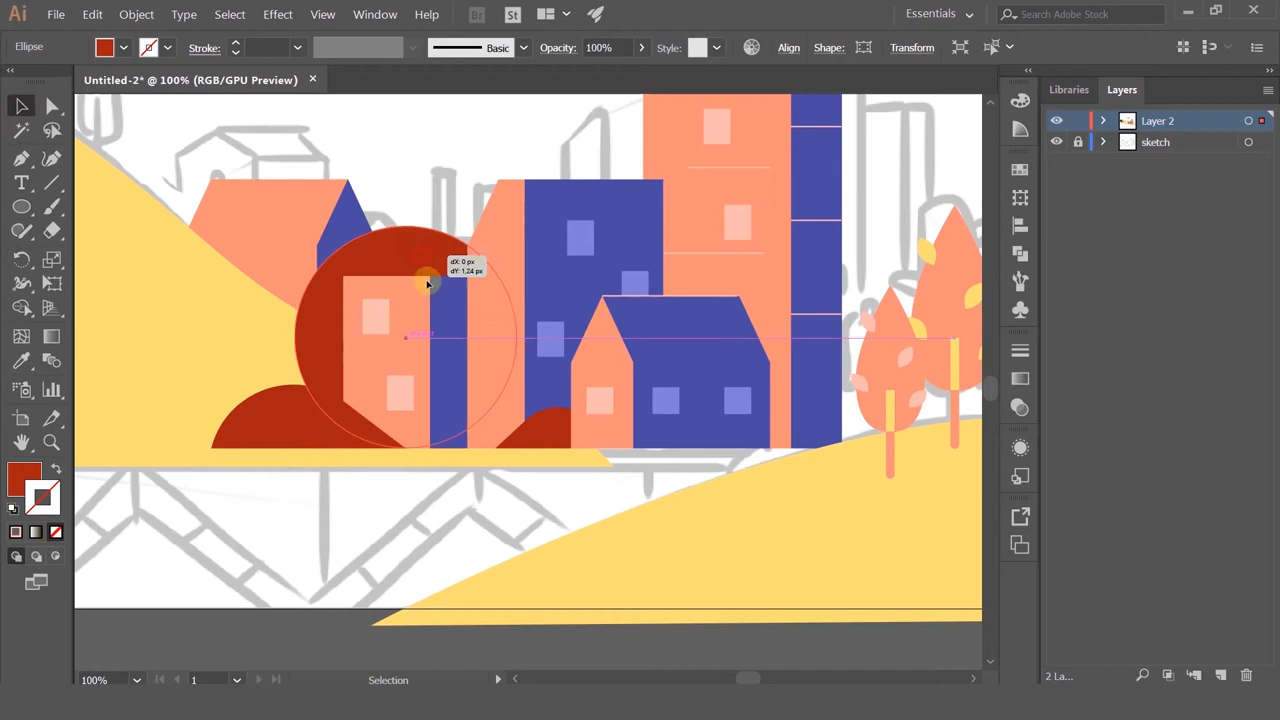 Ai File Edit Object Type Select Effect View Window Help Br St Essentials Search Adobe Stock
Ellipse Stroke: Basic Opacity: 100% Style: Align Shape: Transform
Untitled-2* @ 100% (RGB/GPU Preview)
Libraries Layers
Layer 2
sketch
dX: 0 px
dY: 1,24 px
100% 1 Selection
2 La...